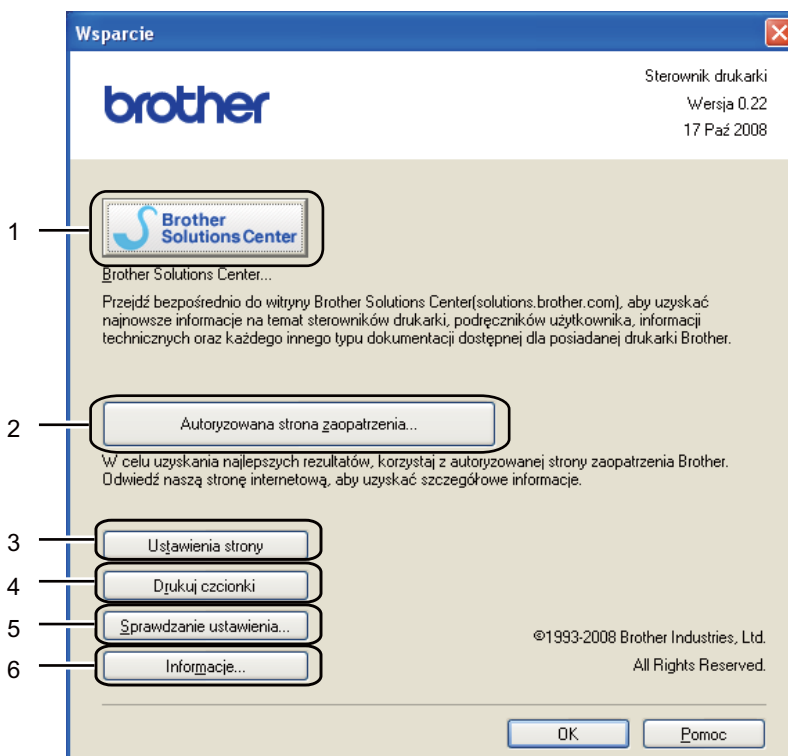 Wsparcie
brother
Sterownik drukarki
Wersja 0.22
17 Paź 2008
1
Brother
Solutions Center
Brother Solutions Center...
Przejdź bezpośrednio do witryny Brother Solutions Center(solutions.brother.com), aby uzyskać
najnowsze informacje na temat sterowników drukarki, podręczników użytkownika, informacji
technicznych oraz każdego innego typu dokumentacji dostępnej dla posiadanej drukarki Brother.
2
Autoryzowana strona zaopatrzenia...
W celu uzyskania najlepszych rezultatów, korzystaj z autoryzowanej strony zaopatrzenia Brother.
Odwiedź naszą stronę internetową, aby uzyskać szczegółowe informacje.
3
Ustawienia strony
4
Drukuj czcionki
5
Sprawdzanie ustawienia...
©1993-2008 Brother Industries, Ltd.
6
Informacje...
All Rights Reserved.
OK
Pomoc